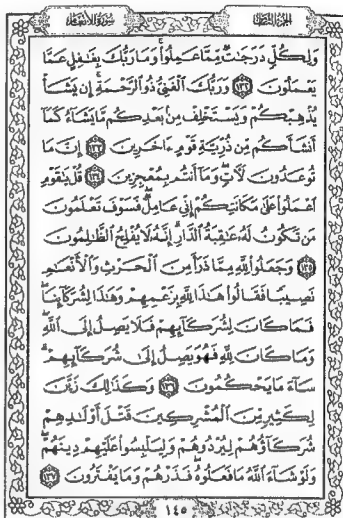 الجزء الثامن
سورة الأنعام
وَلِكُلٍّ دَرَجَٰتٌ مِّمَّا عَمِلُوا۟ وَمَا رَبُّكَ بِغَٰفِلٍ عَمَّا
يَعْمَلُونَ ١٣٢ وَرَبُّكَ ٱلْغَنِىُّ ذُو ٱلرَّحْمَةِ إِن يَشَأْ
يُذْهِبْكُمْ وَيَسْتَخْلِفْ مِنۢ بَعْدِكُم مَّا يَشَآءُ كَمَآ
أَنشَأَكُم مِّن ذُرِّيَّةِ قَوْمٍ ءَاخَرِينَ ١٣٣ إِنَّ مَا
تُوعَدُونَ لَءَاتٍ وَمَآ أَنتُم بِمُعْجِزِينَ ١٣٤ قُلْ يَٰقَوْمِ
ٱعْمَلُوا۟ عَلَىٰ مَكَانَتِكُمْ إِنِّى عَامِلٌ فَسَوْفَ تَعْلَمُونَ
مَن تَكُونُ لَهُۥ عَٰقِبَةُ ٱلدَّارِ إِنَّهُۥ لَا يُفْلِحُ ٱلظَّٰلِمُونَ
١٣٥ وَجَعَلُوا۟ لِلَّهِ مِمَّا ذَرَأَ مِنَ ٱلْحَرْثِ وَٱلْأَنْعَٰمِ
نَصِيبًا فَقَالُوا۟ هَٰذَا لِلَّهِ بِزَعْمِهِمْ وَهَٰذَا لِشُرَكَآئِنَا
فَمَا كَانَ لِشُرَكَآئِهِمْ فَلَا يَصِلُ إِلَى ٱللَّهِ
وَمَا كَانَ لِلَّهِ فَهُوَ يَصِلُ إِلَىٰ شُرَكَآئِهِمْ
سَآءَ مَا يَحْكُمُونَ ١٣٦ وَكَذَٰلِكَ زَيَّنَ
لِكَثِيرٍ مِّنَ ٱلْمُشْرِكِينَ قَتْلَ أَوْلَٰدِهِمْ
شُرَكَآؤُهُمْ لِيُرْدُوهُمْ وَلِيَلْبِسُوا۟ عَلَيْهِمْ دِينَهُمْ
وَلَوْ شَآءَ ٱللَّهُ مَا فَعَلُوهُ فَذَرْهُمْ وَمَا يَفْتَرُونَ ١٣٧
١٤٥